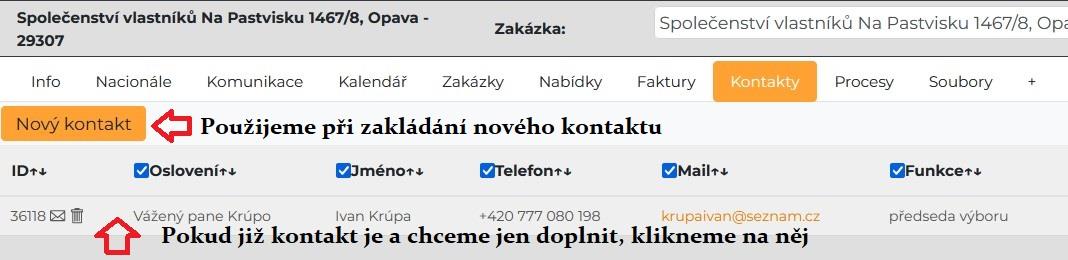 Společenství vlastníků Na Pastvisku 1467/8, Opava -
29307
Zakázka:
Společenství vlastníků Na Pastvisku 1467/8, Opa
Info Nacionále Komunikace Kalendář Zakázky Nabídky Faktury Kontakty Procesy Soubory +
Nový kontakt
Použijeme při zakládání nového kontaktu
ID↑↓ Oslovení↑↓ Jméno↑↓ Telefon↑↓ Mail↑↓ Funkce↑↓
36118 Vážený pane Krúpo Ivan Krúpa +420 777 080 198 krupaivan@seznam.cz předseda výboru
Pokud již kontakt je a chceme jen doplnit, klikneme na něj